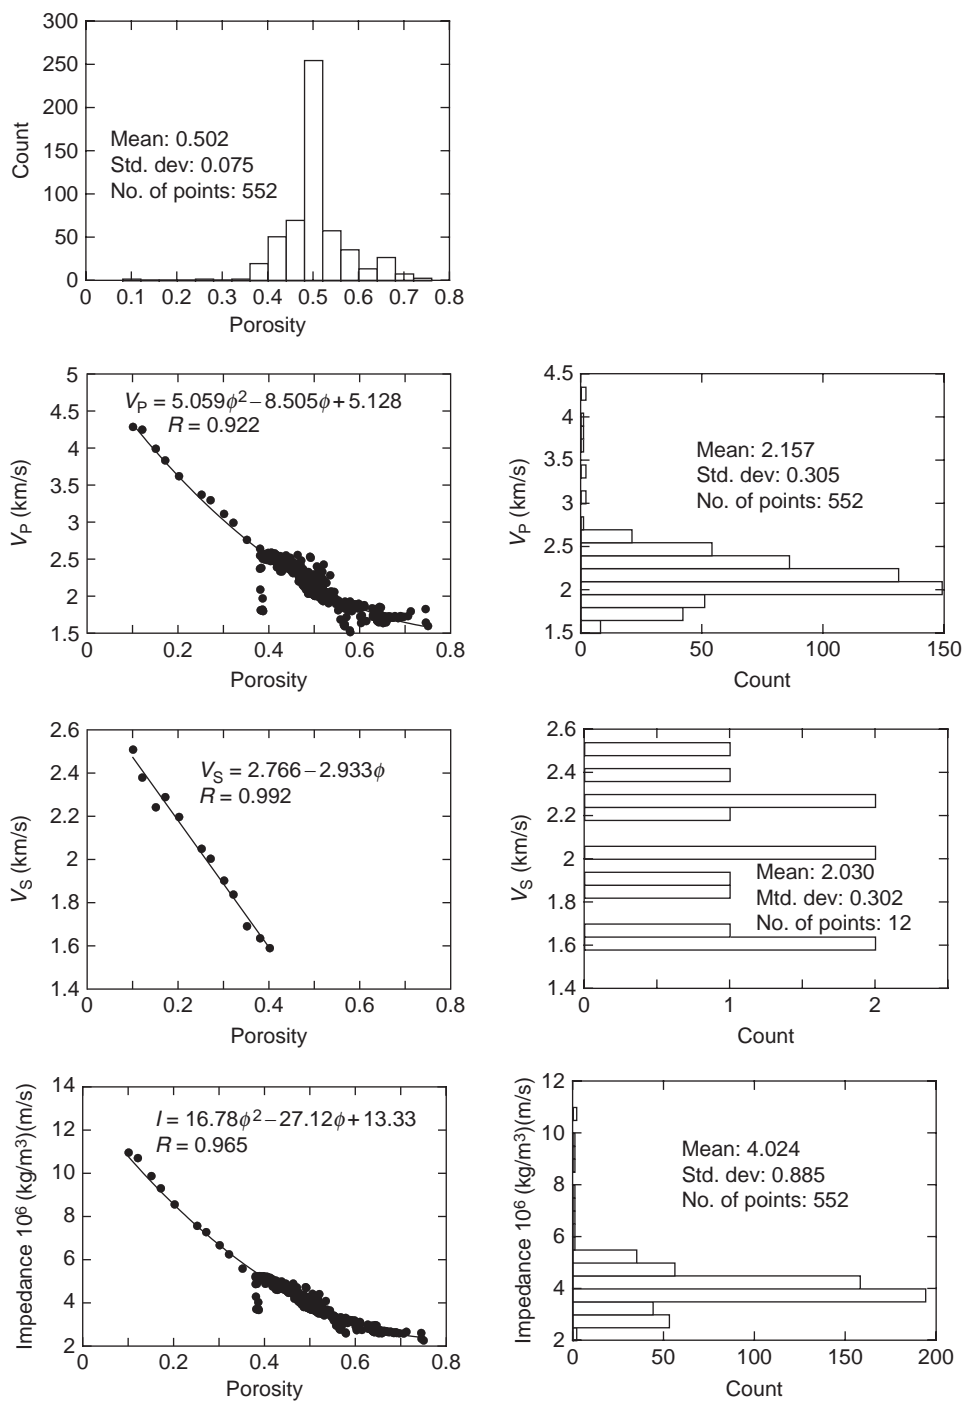 300
250
200
150
100
50
0
Count
Mean: 0.502
Std. dev: 0.075
No. of points: 552
0 0.1 0.2 0.3 0.4 0.5 0.6 0.7 0.8
Porosity
5
4.5
4
3.5
3
2.5
2
1.5
V_P (km/s)
V_P = 5.059ϕ² − 8.505ϕ + 5.128
R = 0.922
0 0.2 0.4 0.6 0.8
Porosity
4.5
4
3.5
3
2.5
2
1.5
V_P (km/s)
Mean: 2.157
Std. dev: 0.305
No. of points: 552
0 50 100 150
Count
2.6
2.4
2.2
2
1.8
1.6
1.4
V_S (km/s)
V_S = 2.766 − 2.933ϕ
R = 0.992
0 0.2 0.4 0.6 0.8
Porosity
2.6
2.4
2.2
2
1.8
1.6
1.4
V_S (km/s)
Mean: 2.030
Mtd. dev: 0.302
No. of points: 12
0 1 2
Count
14
12
10
8
6
4
2
Impedance 10⁶ (kg/m³)(m/s)
I = 16.78ϕ² − 27.12ϕ + 13.33
R = 0.965
0 0.2 0.4 0.6 0.8
Porosity
12
10
8
6
4
2
Impedance 10⁶ (kg/m³)(m/s)
Mean: 4.024
Std. dev: 0.885
No. of points: 552
0 50 100 150 200
Count